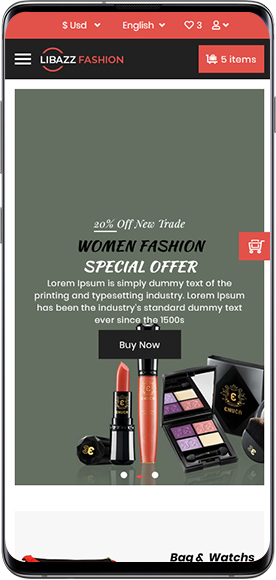 $ Usd English 3
LIBAZZ FASHION 5 items
20% Off New Trade
WOMEN FASHION
SPECIAL OFFER
Lorem Ipsum is simply dummy text of the
printing and typesetting industry. Lorem Ipsum
has been the industry's standard dummy text
ever since the 1500s
Buy Now
ENUCA
Bag & Watchs